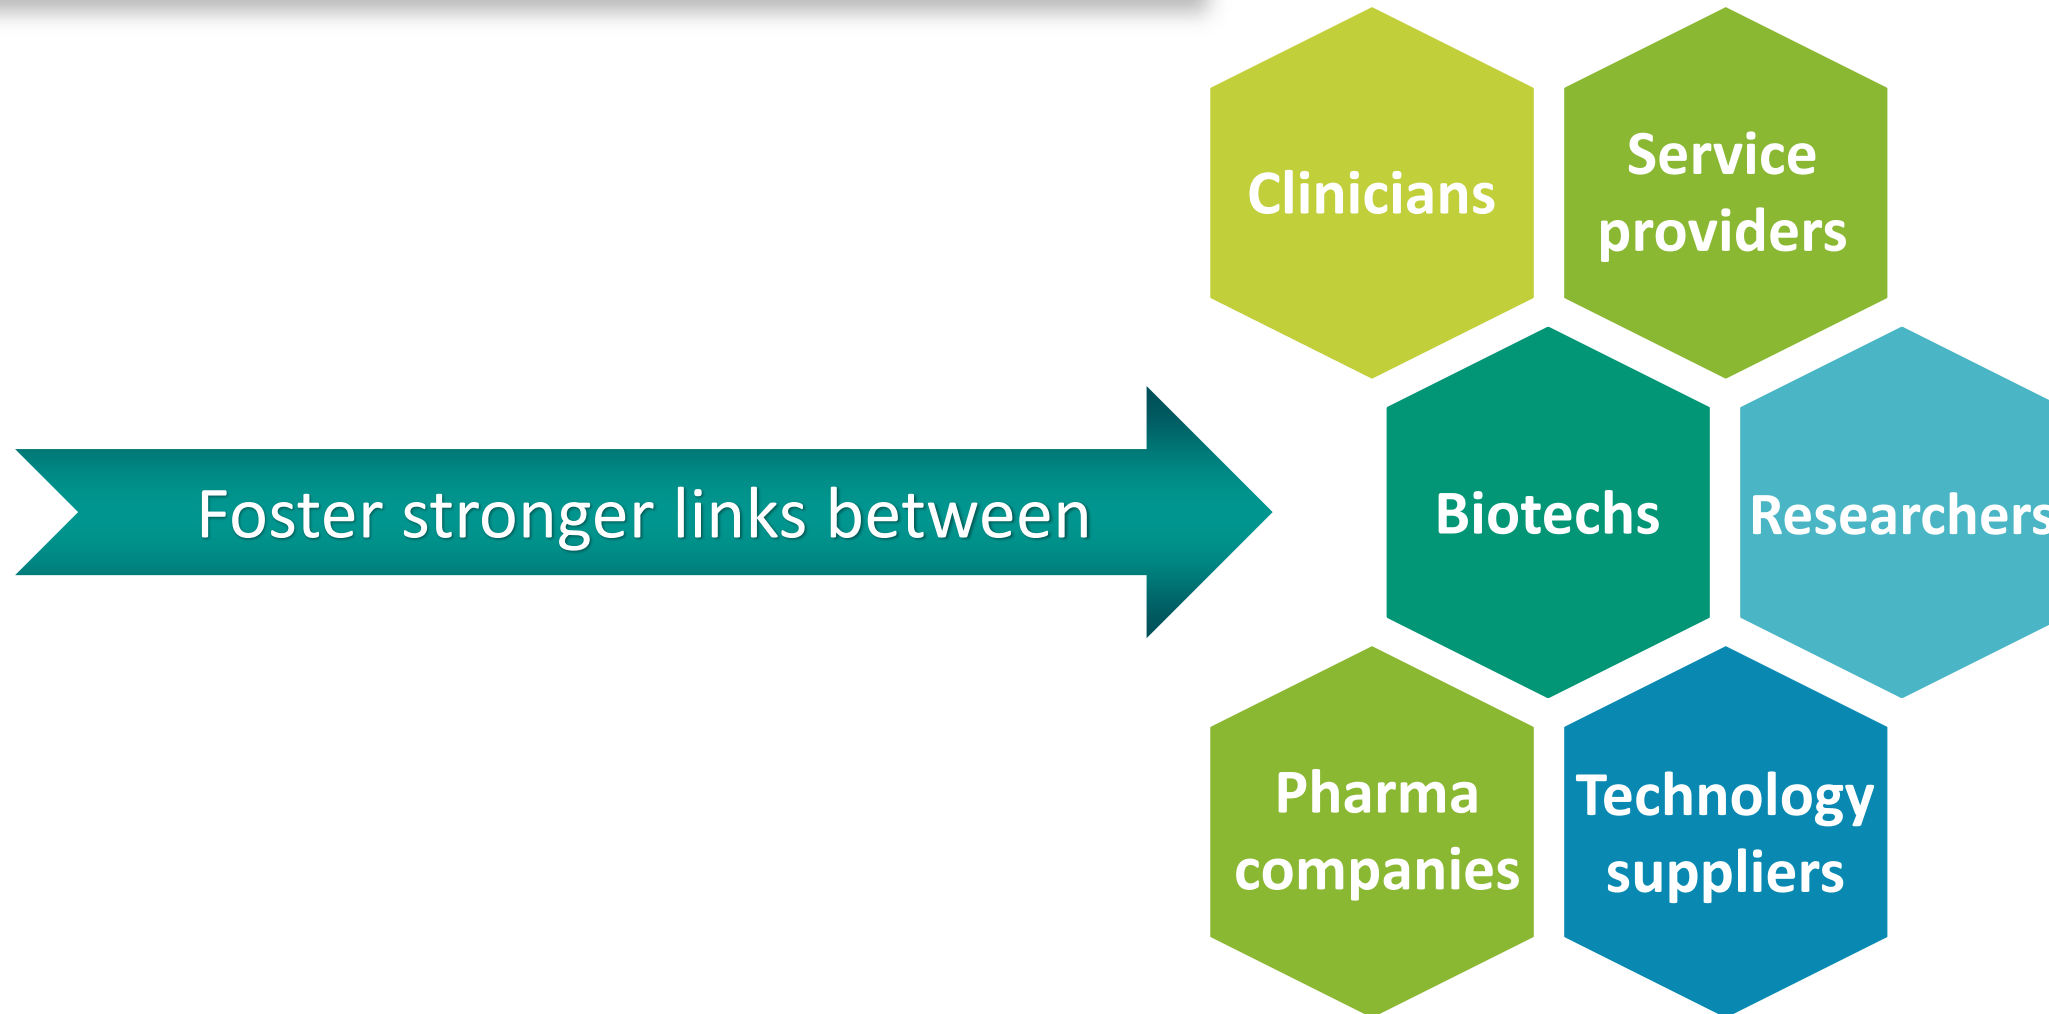 Clinicians
Service
providers
Foster stronger links between
Biotechs
Researchers
Pharma
companies
Technology
suppliers